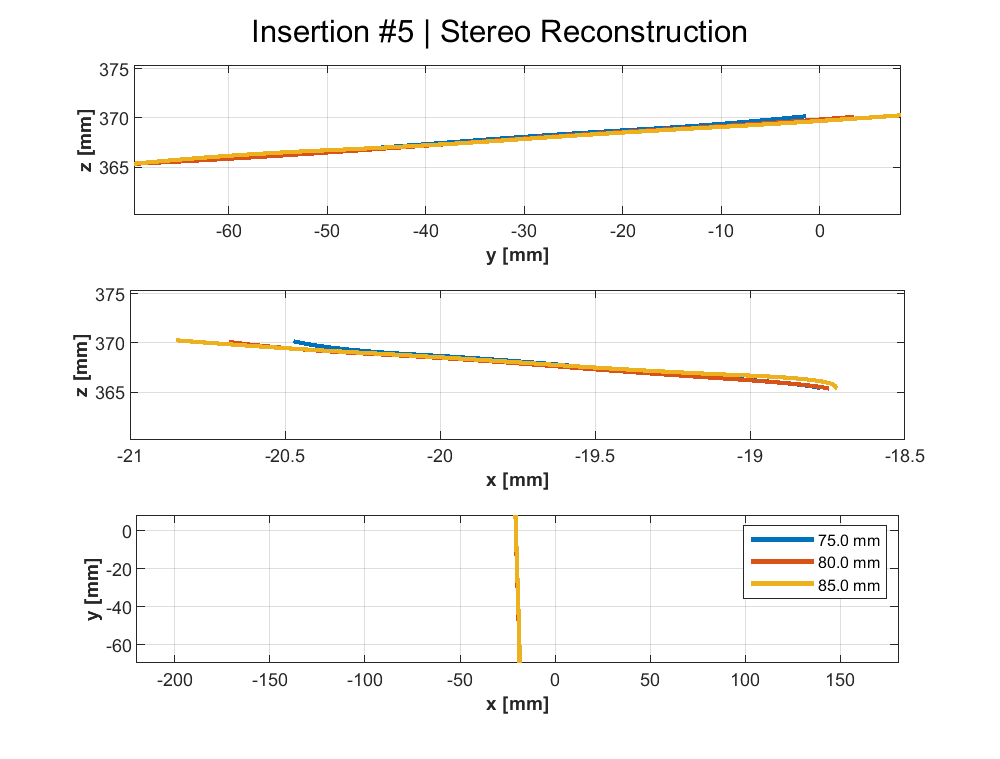 Insertion #5 | Stereo Reconstruction
375
370
365
z [mm]
-60 -50 -40 -30 -20 -10 0
y [mm]
375
370
365
z [mm]
-21 -20.5 -20 -19.5 -19 -18.5
x [mm]
0
-20
-40
-60
y [mm]
75.0 mm
80.0 mm
85.0 mm
-200 -150 -100 -50 0 50 100 150
x [mm]